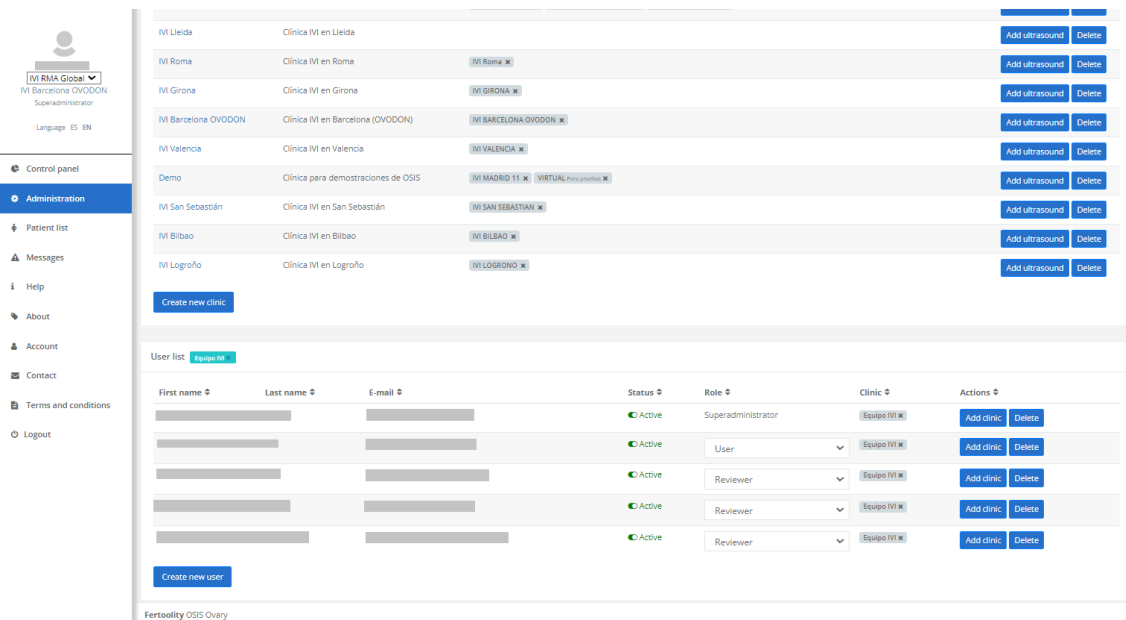 IVI RMA Global
IVI Barcelona OVODON
Superadministrator
Language ES EN
Control panel
Administration
Patient list
Messages
Help
About
Account
Contact
Terms and conditions
Logout
Add ultrasound Delete
IVI Lleida Clínica IVI en Lleida Add ultrasound Delete
IVI Roma Clínica IVI en Roma IVI Roma Add ultrasound Delete
IVI Girona Clínica IVI en Girona IVI GIRONA Add ultrasound Delete
IVI Barcelona OVODON Clínica IVI en Barcelona (OVODON) IVI BARCELONA OVODON Add ultrasound Delete
IVI Valencia Clínica IVI en Valencia IVI VALENCIA Add ultrasound Delete
Demo Clínica para demostraciones de OSIS IVI MADRID 11 VIRTUAL Para pruebas Add ultrasound Delete
IVI San Sebastián Clínica IVI en San Sebastián IVI SAN SEBASTIAN Add ultrasound Delete
IVI Bilbao Clínica IVI en Bilbao IVI BILBAO Add ultrasound Delete
IVI Logroño Clínica IVI en Logroño IVI LOGRONO Add ultrasound Delete
Create new clinic
User list Equipo IVI
First name Last name E-mail Status Role Clinic Actions
Active Superadministrator Equipo IVI Add clinic Delete
Active User Equipo IVI Add clinic Delete
Active Reviewer Equipo IVI Add clinic Delete
Active Reviewer Equipo IVI Add clinic Delete
Active Reviewer Equipo IVI Add clinic Delete
Create new user
Fertoolity OSIS Ovary